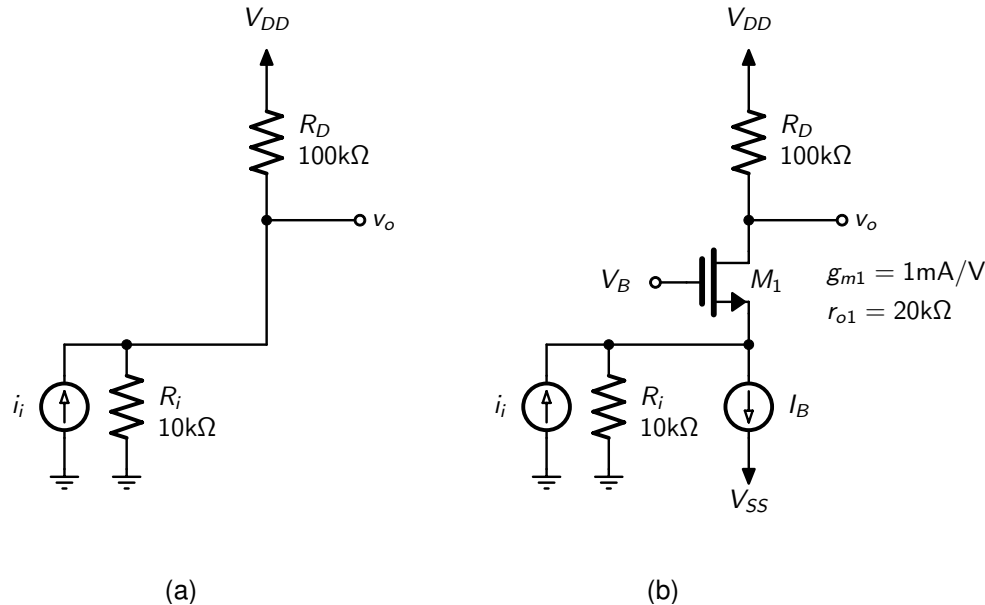 V_DD
R_D
100kΩ
v_o
i_i
R_i
10kΩ
(a)
V_DD
R_D
100kΩ
v_o
V_B
M_1
g_m1 = 1mA/V
r_o1 = 20kΩ
i_i
R_i
10kΩ
I_B
V_SS
(b)